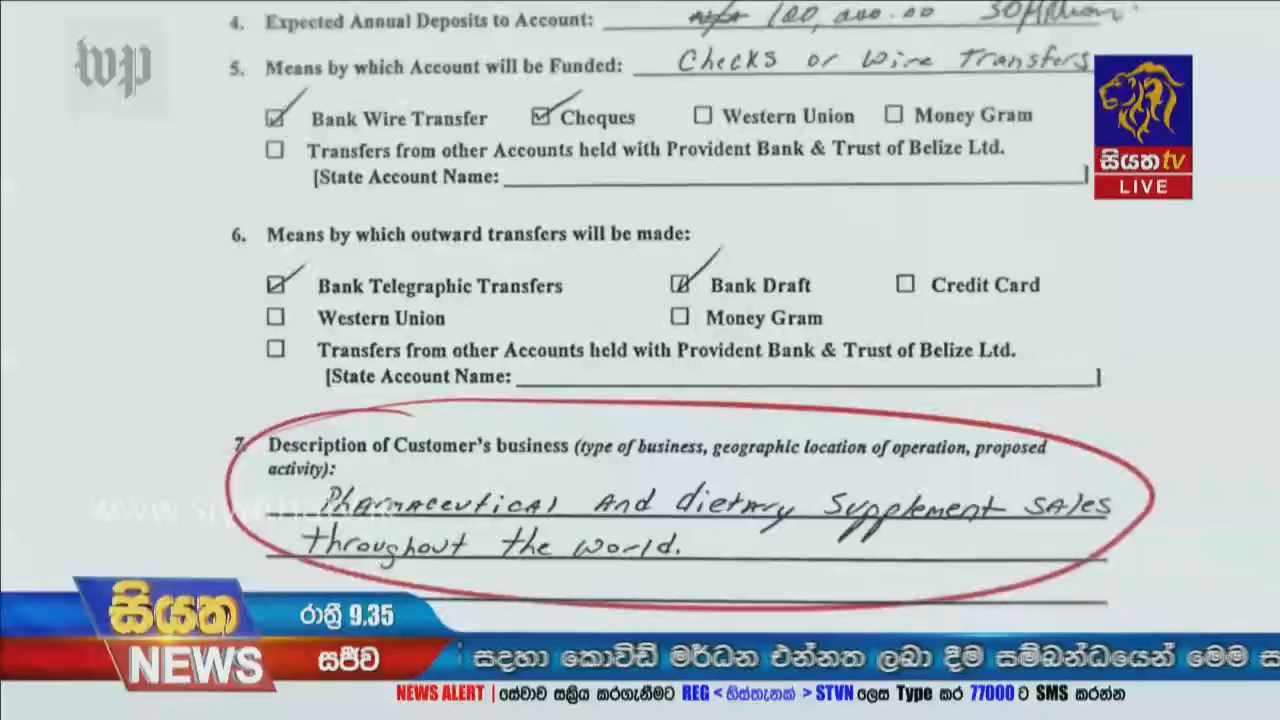 wp
4. Expected Annual Deposits to Account: 100,000.00
5. Means by which Account will be Funded: Checks or Wire Transfers
Bank Wire Transfer Cheques Western Union Money Gram
Transfers from other Accounts held with Provident Bank & Trust of Belize Ltd.
[State Account Name: ]
6. Means by which outward transfers will be made:
Bank Telegraphic Transfers Bank Draft Credit Card
Western Union Money Gram
Transfers from other Accounts held with Provident Bank & Trust of Belize Ltd.
[State Account Name: ]
7. Description of Customer's business (type of business, geographic location of operation, proposed
activity):
Pharmaceutical and dietary Supplement SALes
throughout the world.
සියත tv
LIVE
සියත
NEWS
රාත්‍රී 9.35
සජීව
සදහා කොවිඩ් මර්ධන එන්නත ලබා දීම සම්බන්ධයෙන් මෙම ස
NEWS ALERT | සේවාව සක්‍රිය කරගැනීමට REG < හිස්තැනක් > STVN ලෙස Type කර 77000 ට SMS කරන්න